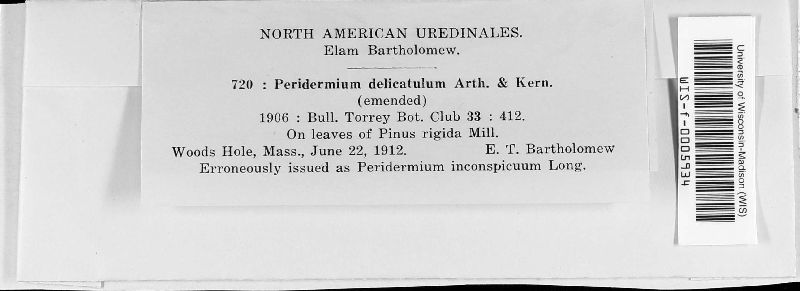 NORTH AMERICAN UREDINALES.
Elam Bartholomew.
720 : Peridermium delicatulum Arth. & Kern.
(emended)
1906 : Bull. Torrey Bot. Club 33 : 412.
On leaves of Pinus rigida Mill.
Woods Hole, Mass., June 22, 1912. E. T. Bartholomew
Erroneously issued as Peridermium inconspicuum Long.
WIS-f-0005934
University of Wisconsin-Madison (WIS)